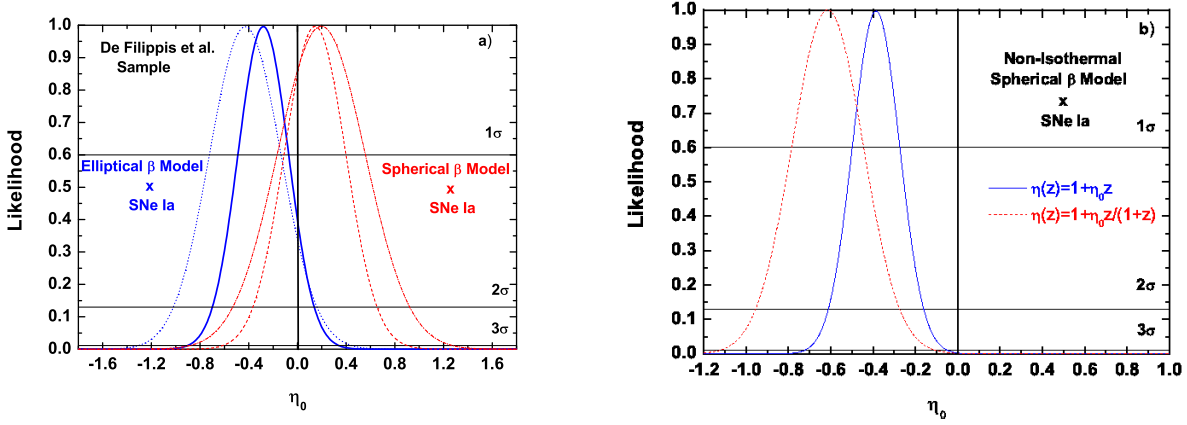 De Filippis et al.
Sample
a)
1σ
Elliptical β Model
x
SNe Ia
Spherical β Model
x
SNe Ia
2σ
3σ
Likelihood
1.0
0.9
0.8
0.7
0.6
0.5
0.4
0.3
0.2
0.1
0.0
-1.6 -1.2 -0.8 -0.4 0.0 0.4 0.8 1.2 1.6
η0
b)
Non-Isothermal
Spherical β Model
x
SNe Ia
1σ
η(z)=1+η0z
η(z)=1+η0z/(1+z)
2σ
3σ
Likelihood
1.0
0.9
0.8
0.7
0.6
0.5
0.4
0.3
0.2
0.1
0.0
-1.2 -1.0 -0.8 -0.6 -0.4 -0.2 0.0 0.2 0.4 0.6 0.8 1.0
η0